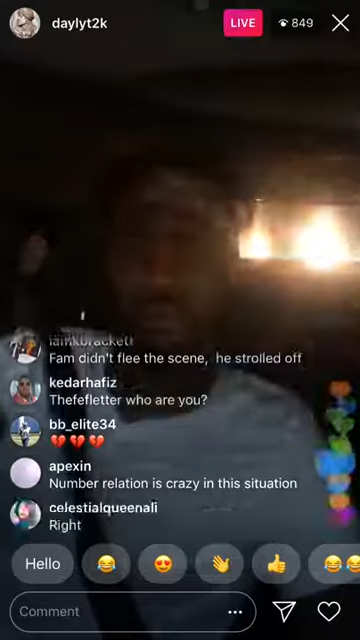 daylyt2k
LIVE
849
Fam didn't flee the scene, he strolled off
kedarhafiz
Thefefletter who are you?
bb_elite34
apexin
Number relation is crazy in this situation
celestialqueenali
Right
Hello
Comment